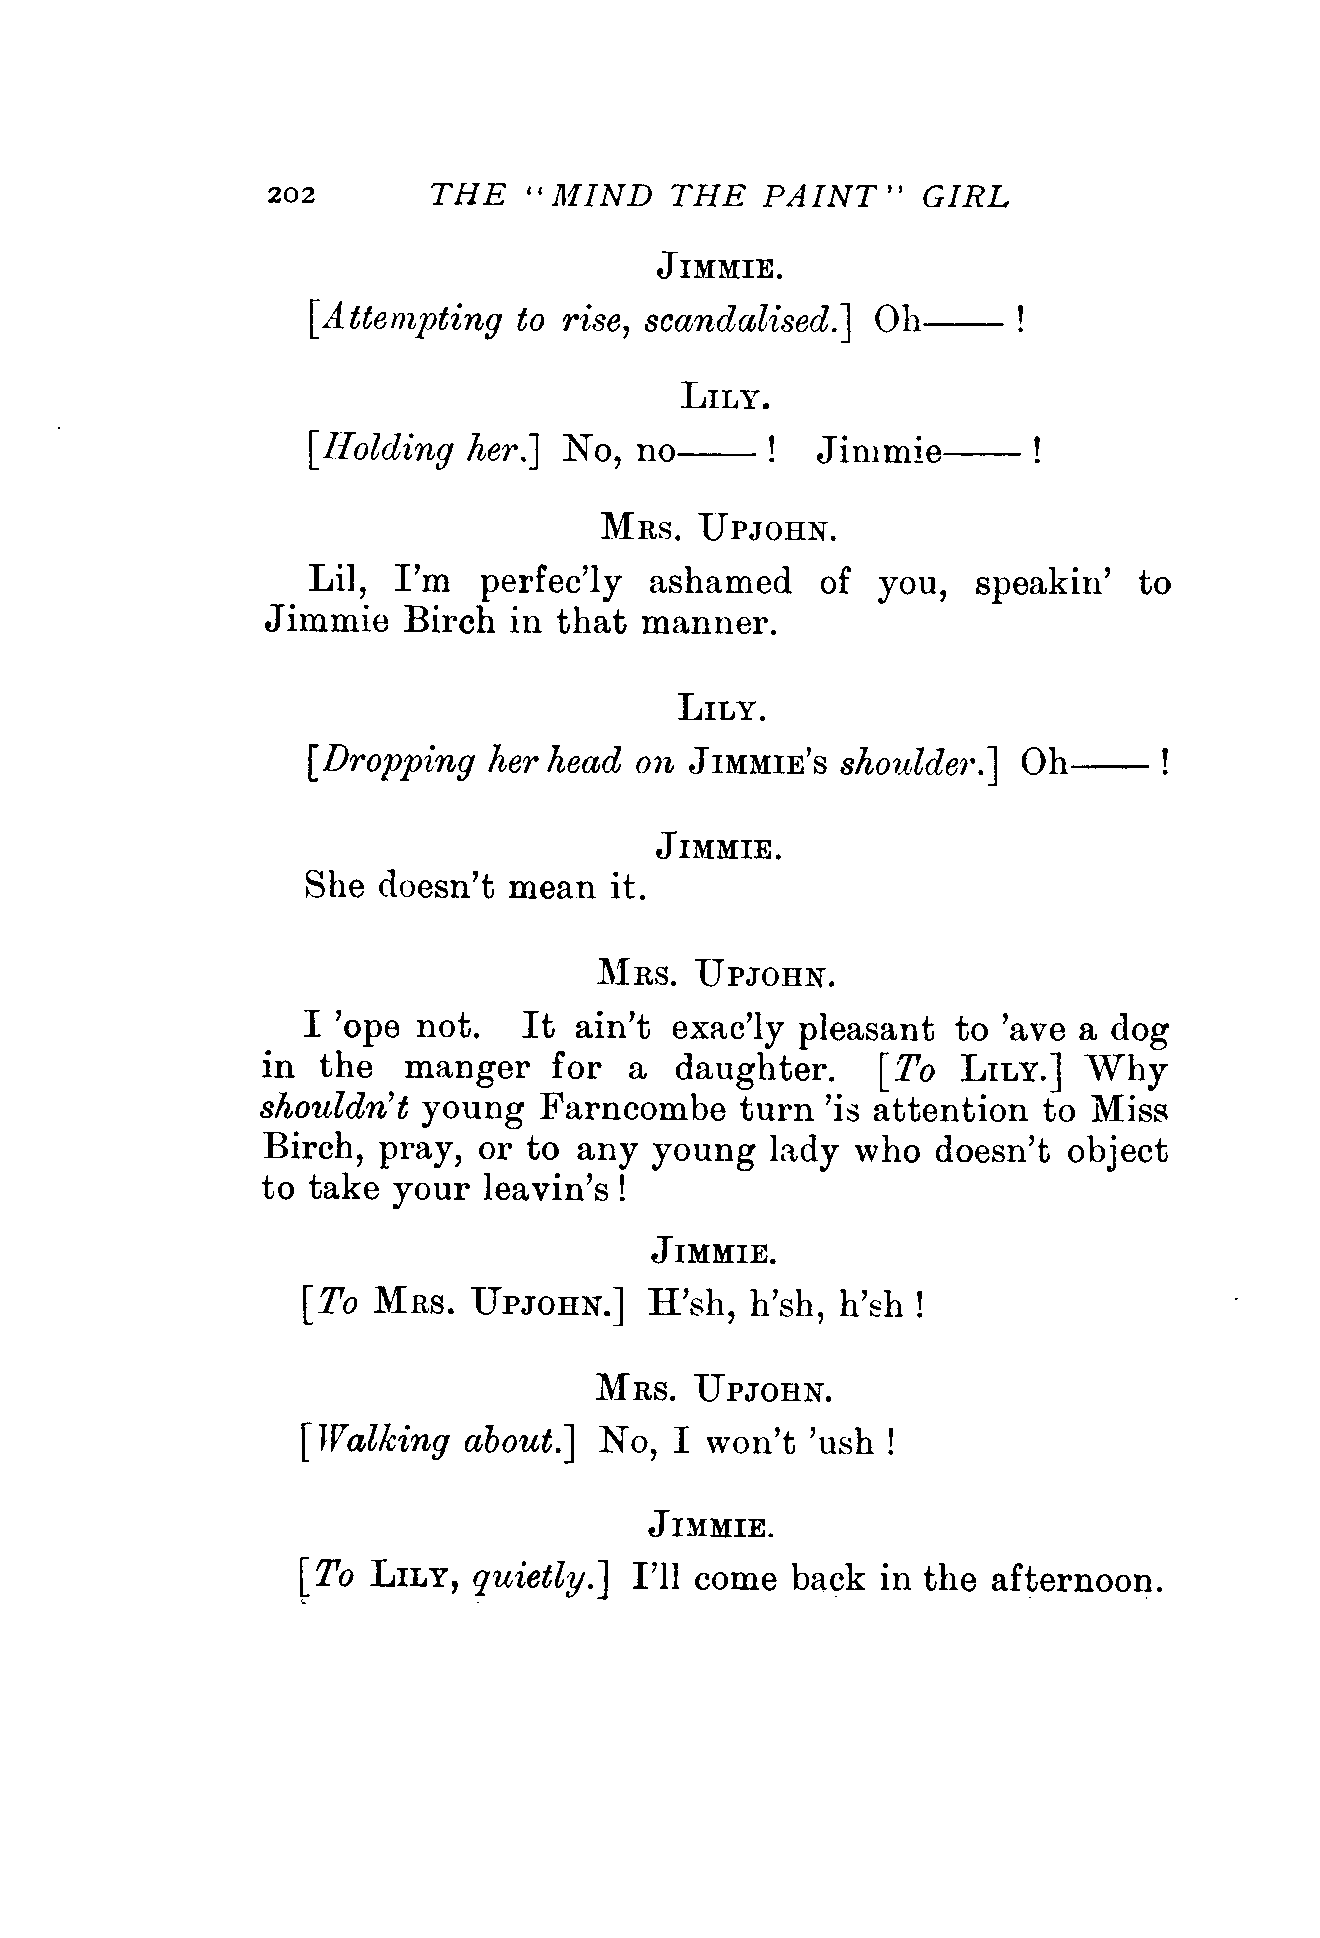 202 THE "MIND THE PAINT" GIRL
JIMMIE.
[Attempting to rise, scandalised.] Oh—— !
LILY.
[Holding her.] No, no—— ! Jimmie—— !
MRS. UPJOHN.
Lil, I'm perfec'ly ashamed of you, speakin' to
Jimmie Birch in that manner.
LILY.
[Dropping her head on JIMMIE's shoulder.] Oh—— !
JIMMIE.
She doesn't mean it.
MRS. UPJOHN.
I 'ope not. It ain't exac'ly pleasant to 'ave a dog
in the manger for a daughter. [To LILY.] Why
shouldn't young Farncombe turn 'is attention to Miss
Birch, pray, or to any young lady who doesn't object
to take your leavin's!
JIMMIE.
[To MRS. UPJOHN.] H'sh, h'sh, h'sh !
MRS. UPJOHN.
[Walking about.] No, I won't 'ush !
JIMMIE.
[To LILY, quietly.] I'll come back in the afternoon.